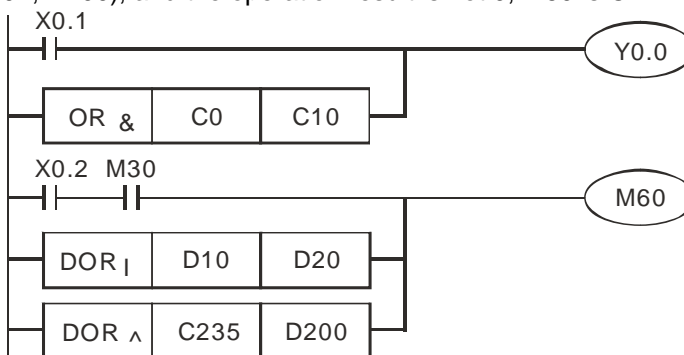 X0.1
Y0.0
OR & C0 C10
X0.2 M30
M60
DOR | D10 D20
DOR ^ C235 D200